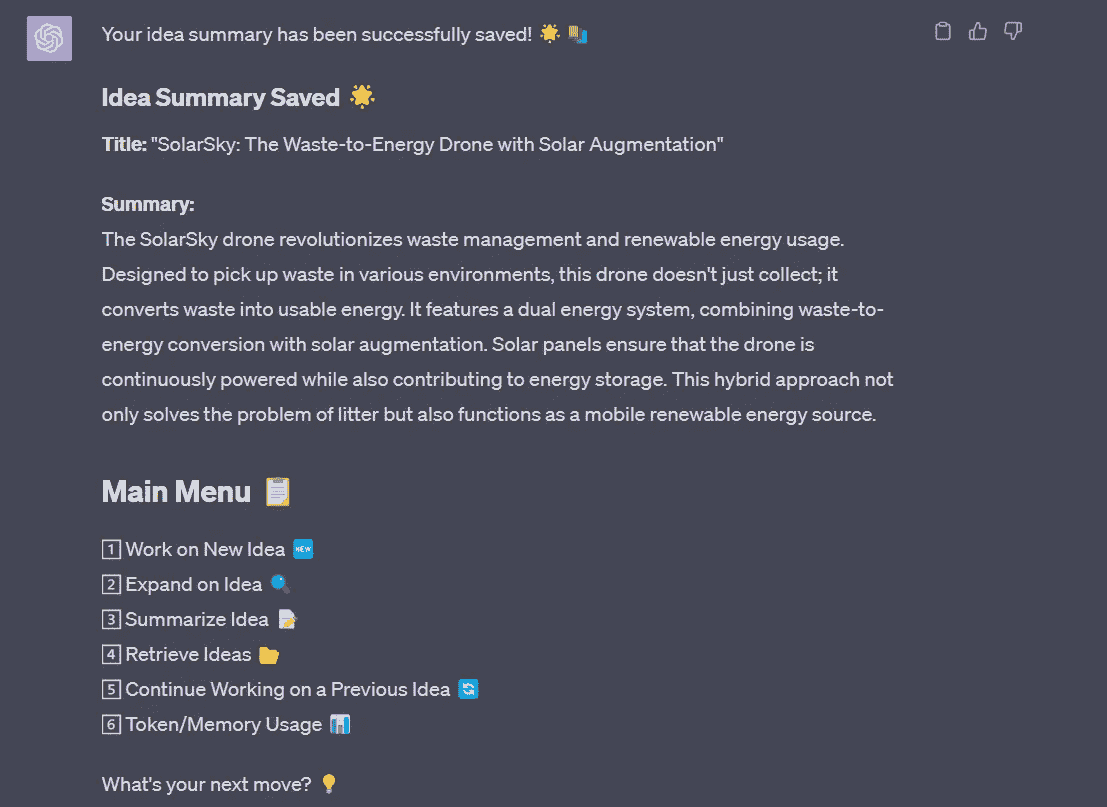 Your idea summary has been successfully saved! 🌟
Idea Summary Saved 🌟
Title: "SolarSky: The Waste-to-Energy Drone with Solar Augmentation"
Summary:
The SolarSky drone revolutionizes waste management and renewable energy usage.
Designed to pick up waste in various environments, this drone doesn't just collect; it
converts waste into usable energy. It features a dual energy system, combining waste-to-
energy conversion with solar augmentation. Solar panels ensure that the drone is
continuously powered while also contributing to energy storage. This hybrid approach not
only solves the problem of litter but also functions as a mobile renewable energy source.
Main Menu 📋
1 Work on New Idea 🆕
2 Expand on Idea 🔍
3 Summarize Idea 📝
4 Retrieve Ideas 📁
5 Continue Working on a Previous Idea 🔄
6 Token/Memory Usage 📊
What's your next move? 💡